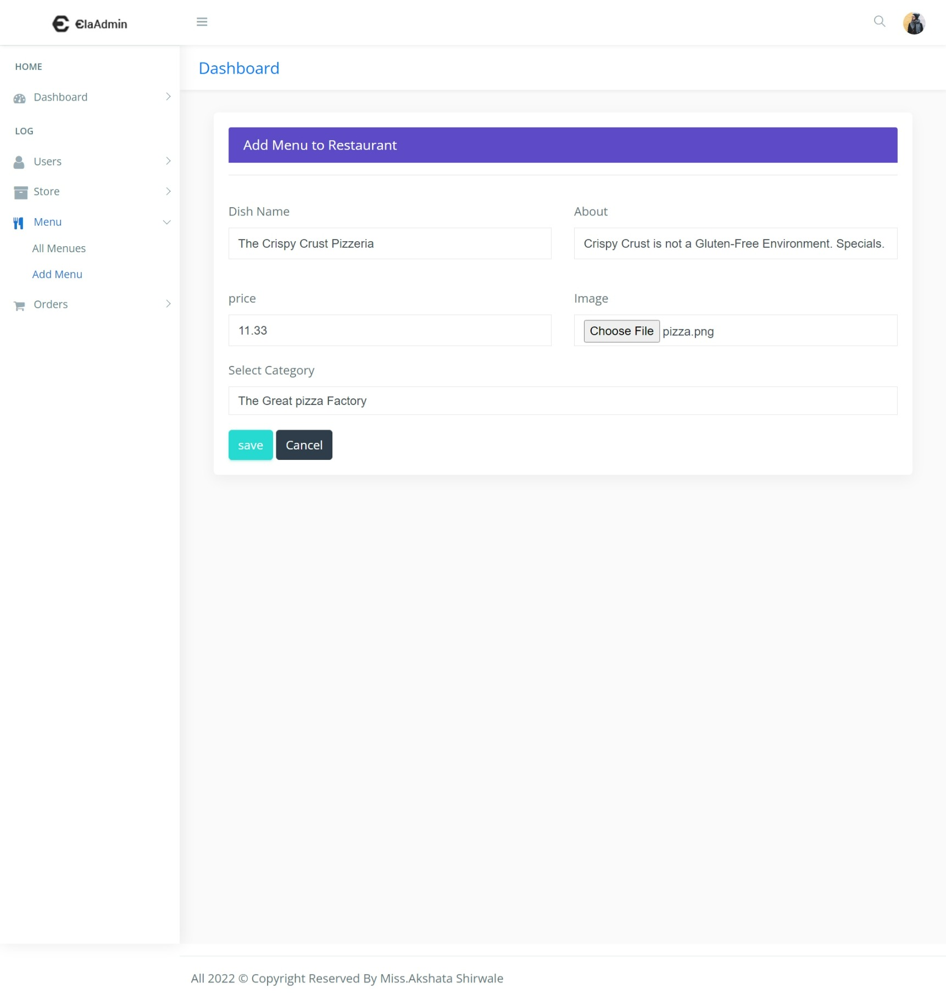 ElaAdmin
HOME
Dashboard
LOG
Users
Store
Menu
All Menues
Add Menu
Orders
Dashboard
Add Menu to Restaurant
Dish Name
The Crispy Crust Pizzeria
About
Crispy Crust is not a Gluten-Free Environment. Specials.
price
11.33
Image
Choose File pizza.png
Select Category
The Great pizza Factory
save Cancel
All 2022 © Copyright Reserved By Miss.Akshata Shirwale